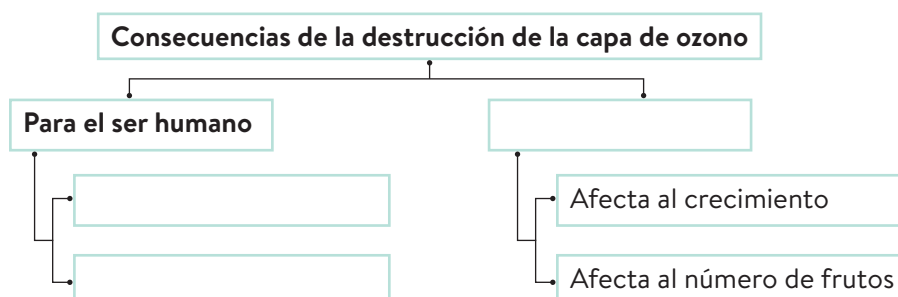 Consecuencias de la destrucción de la capa de ozono
Para el ser humano
Afecta al crecimiento
Afecta al número de frutos